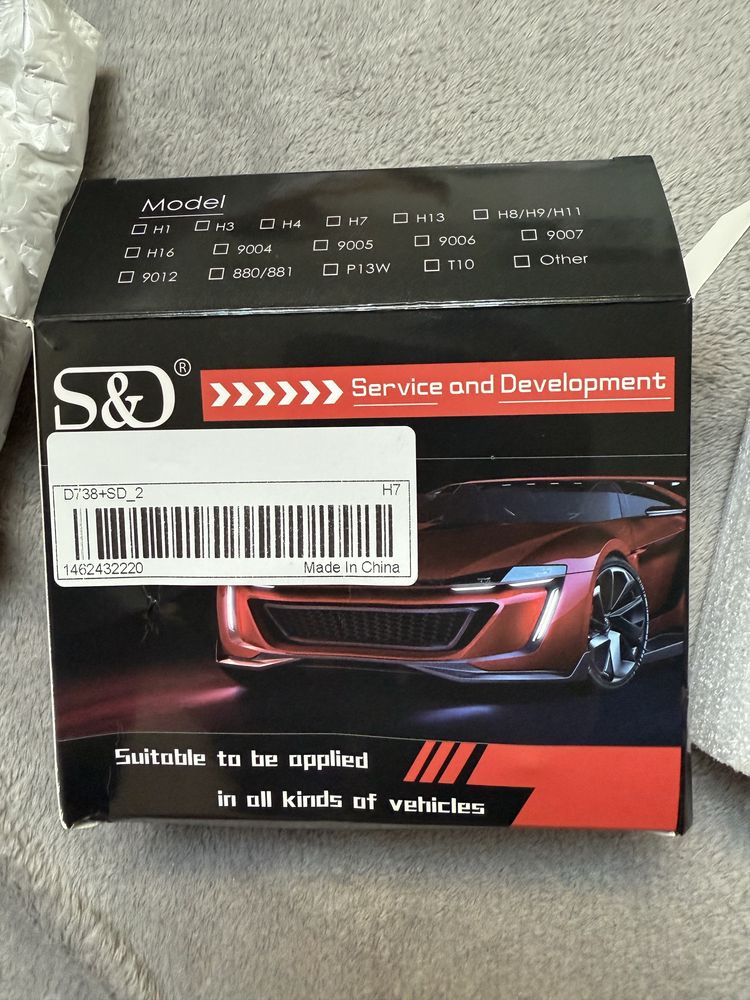 Model
☐ H1 ☐ H3 ☐ H4 ☐ H7 ☐ H13 ☐ H8/H9/H11
☐ H16 ☐ 9004 ☐ 9005 ☐ 9006 ☐ 9007
☐ 9012 ☐ 880/881 ☐ P13W ☐ T10 ☐ Other
S&D® Service and Development
D738+SD_2 H7
1462432220 Made In China
Suitable to be applied
in all kinds of vehicles